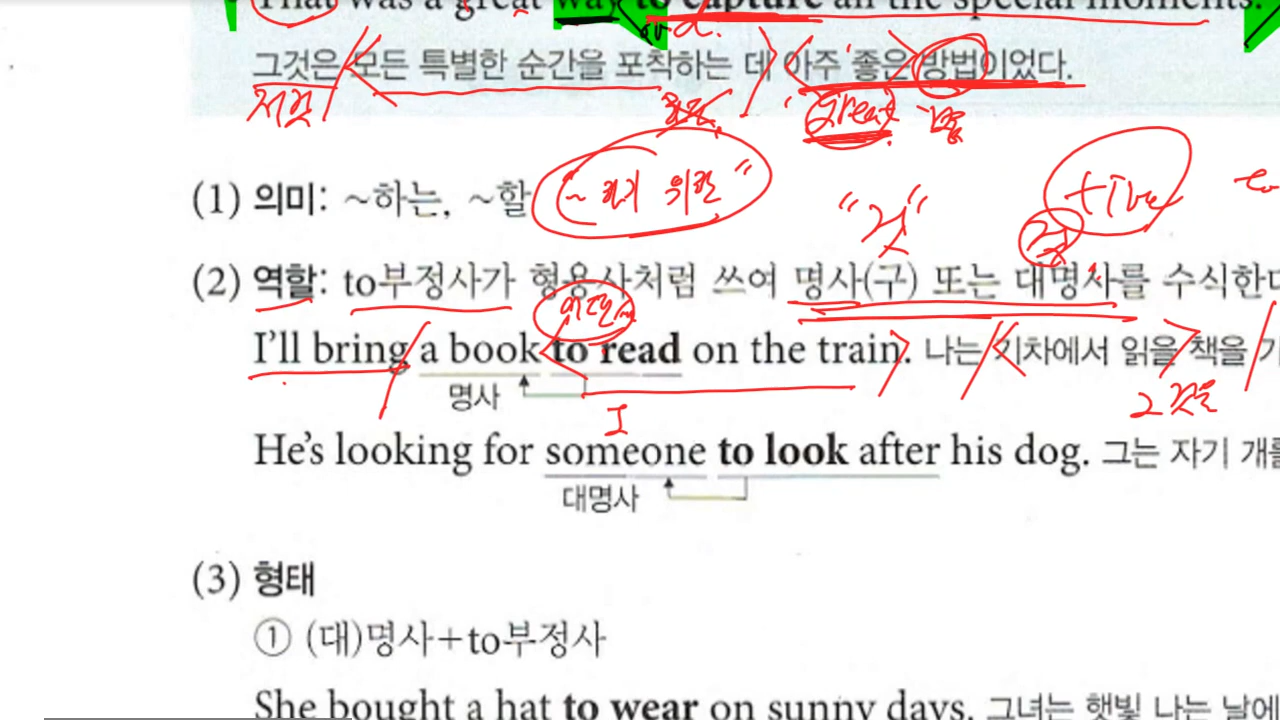 That was a great way to capture all the special moments.
그것은 모든 특별한 순간을 포착하는 데 아주 좋은 방법이었다.
저것
Great
(1) 의미: ~하는, ~할
"것"
(2) 역할: to부정사가 형용사처럼 쓰여 명사(구) 또는 대명사를 수식한다
I'll bring a book to read on the train. 나는 기차에서 읽을 책을 기
명사
I
그것은
He's looking for someone to look after his dog. 그는 자기 개를
대명사
(3) 형태
① (대)명사+to부정사
She bought a hat to wear on sunny days. 그녀는 햇빛 나는 날에